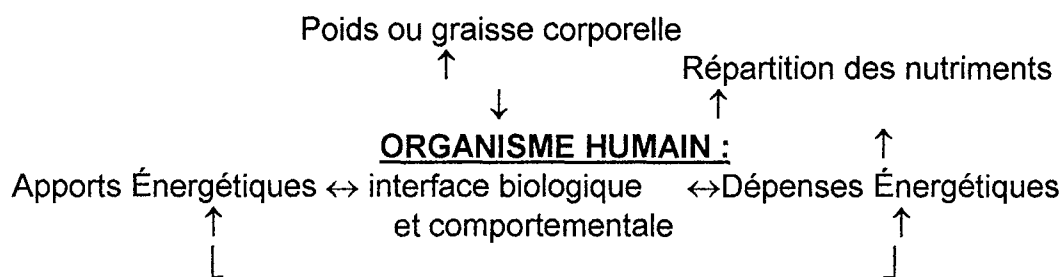 Poids ou graisse corporelle
↑ Répartition des nutriments
↓ ↑
ORGANISME HUMAIN : ↑
Apports Énergétiques ↔ interface biologique ↔Dépenses Énergétiques
↑ et comportementale ↑